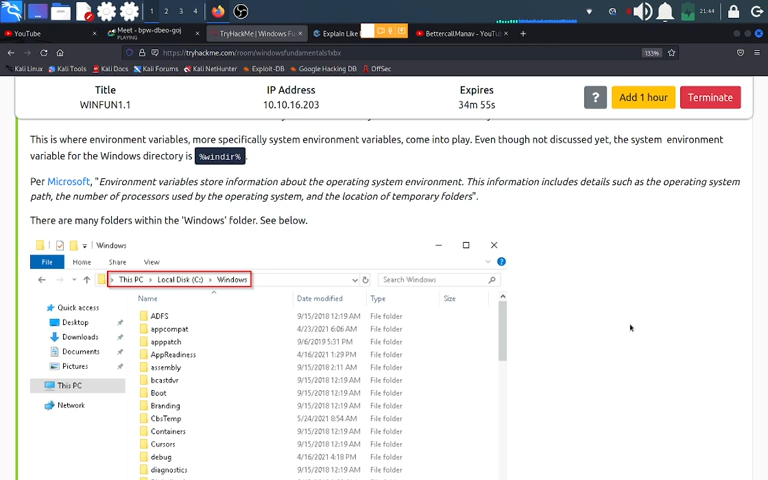 1 2 3 4 21:44
YouTube Meet - bpw-dbeo-goj TryHackMe | Windows Fu Explain Like BettercallManav - YouTu
PLAYING
https://tryhackme.com/room/windowsfundamentals1xbx 133%
Kali Linux Kali Tools Kali Docs Kali Forums Kali NetHunter Exploit-DB Google Hacking DB OffSec
Title IP Address Expires
WINFUN1.1 10.10.16.203 34m 55s
? Add 1 hour Terminate
This is where environment variables, more specifically system environment variables, come into play. Even though not discussed yet, the system environment
variable for the Windows directory is %windir%.
Per Microsoft, "Environment variables store information about the operating system environment. This information includes details such as the operating system
path, the number of processors used by the operating system, and the location of temporary folders".
There are many folders within the 'Windows' folder. See below.
Windows
File Home Share View
This PC Local Disk (C:) Windows Search Windows
Quick access
Desktop
Downloads
Documents
Pictures
This PC
Network
Name Date modified Type Size
ADFS 9/15/2018 12:19 AM File folder
appcompat 4/23/2021 6:06 AM File folder
apppatch 9/6/2019 5:31 PM File folder
AppReadiness 4/16/2021 1:29 PM File folder
assembly 9/15/2018 2:11 AM File folder
bcastdvr 9/15/2018 12:19 AM File folder
Boot 9/15/2018 12:19 AM File folder
Branding 9/15/2018 12:19 AM File folder
CbsTemp 5/24/2021 8:54 AM File folder
Containers 9/15/2018 12:19 AM File folder
Cursors 9/15/2018 12:19 AM File folder
debug 4/16/2021 4:18 PM File folder
diagnostics 9/15/2018 12:19 AM File folder